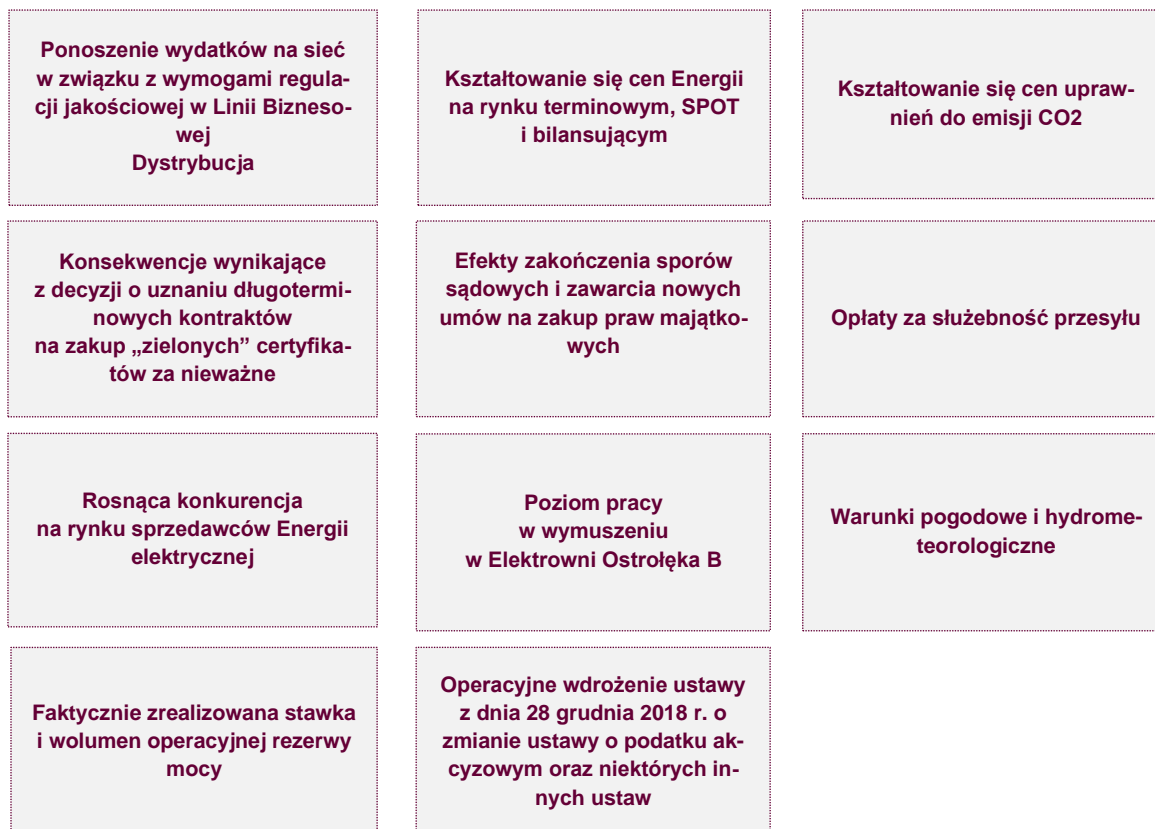 Ponoszenie wydatków na sieć
w związku z wymogami regula-
cji jakościowej w Linii Bizneso-
wej
Dystrybucja
Kształtowanie się cen Energii
na rynku terminowym, SPOT
i bilansującym
Kształtowanie się cen upraw-
nień do emisji CO2
Konsekwencje wynikające
z decyzji o uznaniu długotermi-
nowych kontraktów
na zakup „zielonych” certyfika-
tów za nieważne
Efekty zakończenia sporów
sądowych i zawarcia nowych
umów na zakup praw majątko-
wych
Opłaty za służebność przesyłu
Rosnąca konkurencja
na rynku sprzedawców Energii
elektrycznej
Poziom pracy
w wymuszeniu
w Elektrowni Ostrołęka B
Warunki pogodowe i hydrome-
teorologiczne
Faktycznie zrealizowana stawka
i wolumen operacyjnej rezerwy
mocy
Operacyjne wdrożenie ustawy
z dnia 28 grudnia 2018 r. o
zmianie ustawy o podatku ak-
cyzowym oraz niektórych in-
nych ustaw